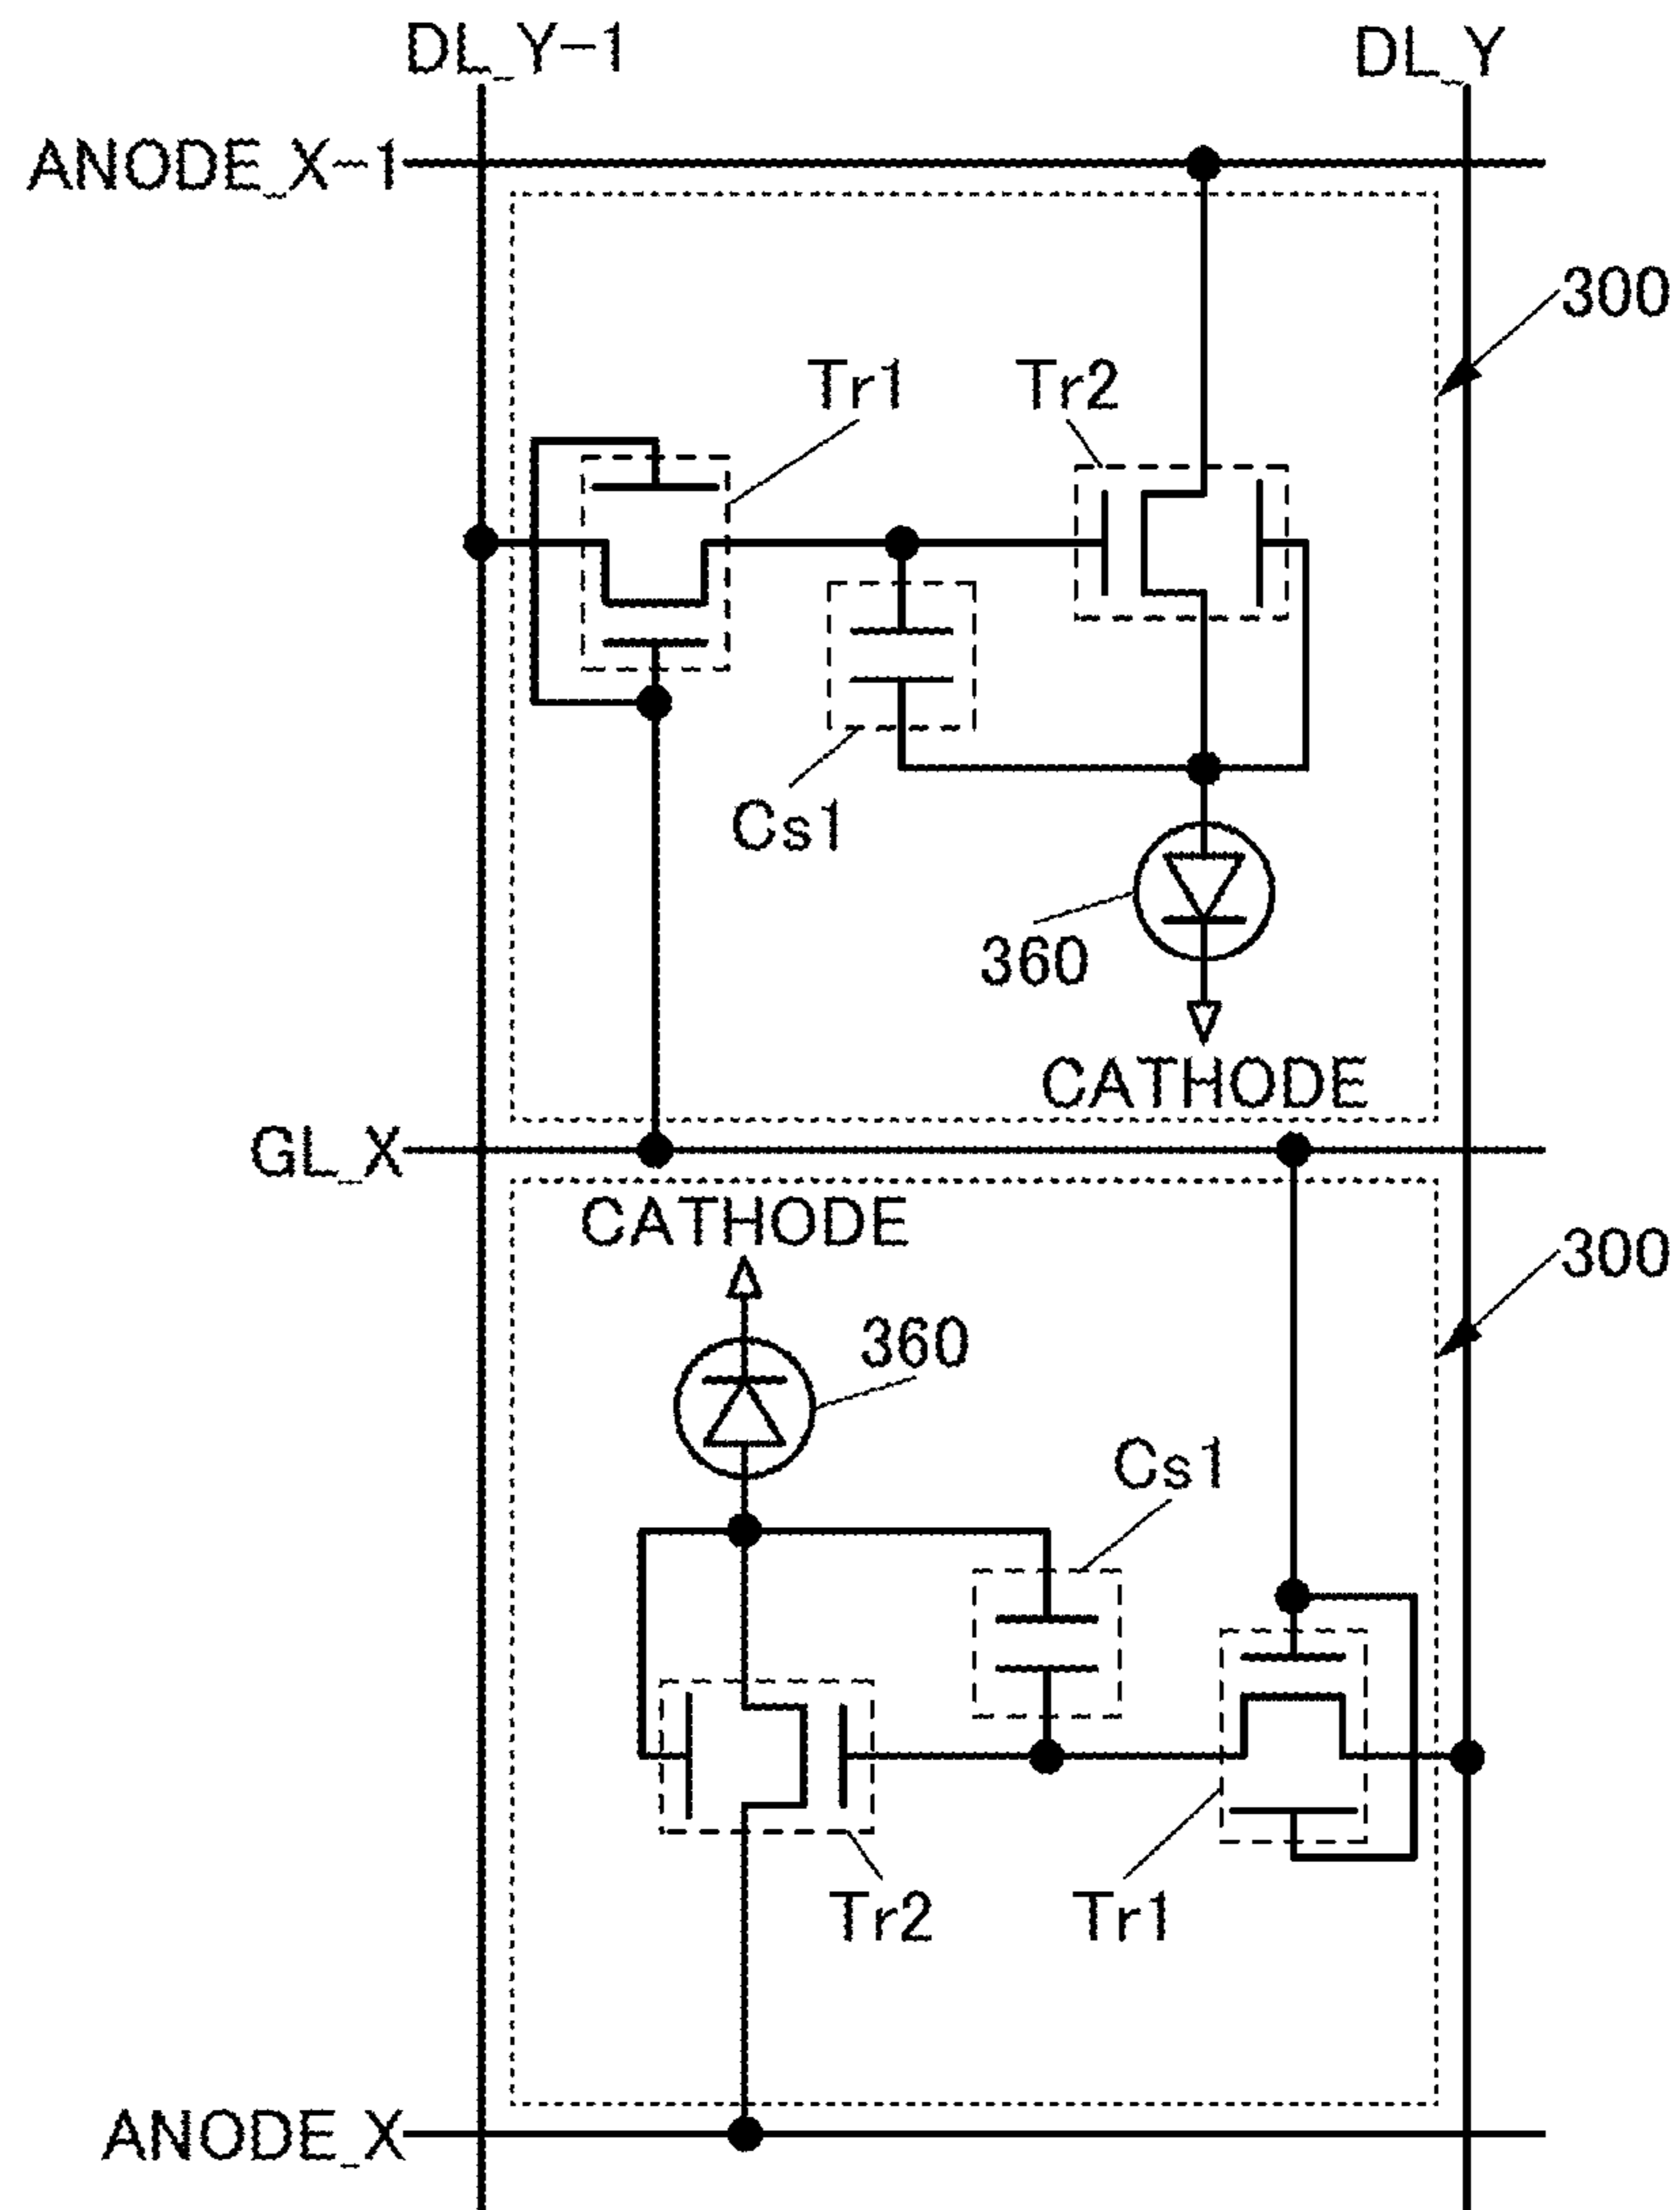 DL_Y-1
DL_Y
ANODE_X-1
300
Tr1
Tr2
Cs1
360
CATHODE
GL_X
CATHODE
300
360
Cs1
Tr2
Tr1
ANODE_X